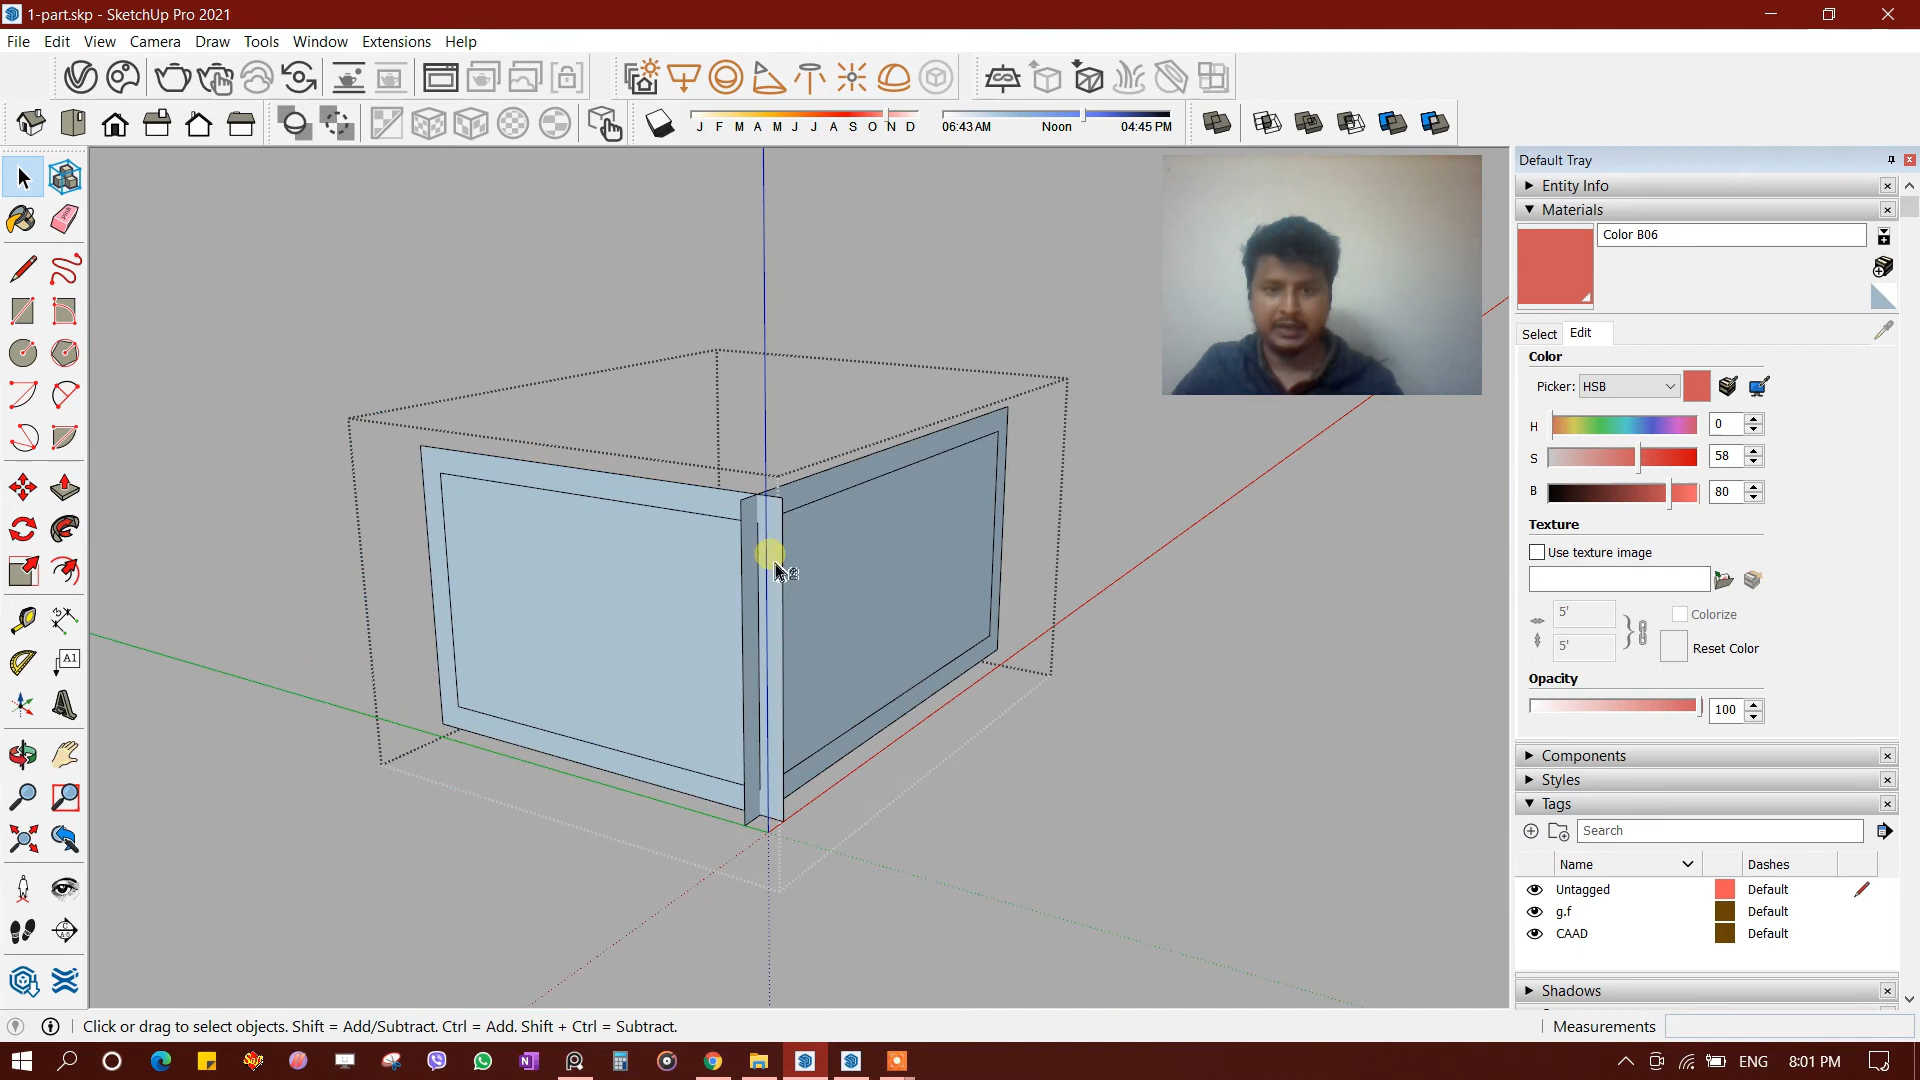 1-part.skp - SketchUp Pro 2021
File Edit View Camera Draw Tools Window Extensions Help
J F M A M J J A S O N D
06:43 AM Noon 04:45 PM
Default Tray
Entity Info
Materials
Color B06
Select Edit
Color
Picker: HSB
H 0
S 58
B 80
Texture
Use texture image
5'
Colorize
5'
Reset Color
Opacity
100
Components
Styles
Tags
Search
Name Dashes
Untagged Default
g.f Default
CAAD Default
Shadows
A1
Click or drag to select objects. Shift = Add/Subtract. Ctrl = Add. Shift + Ctrl = Subtract.
Measurements
ENG 8:01 PM